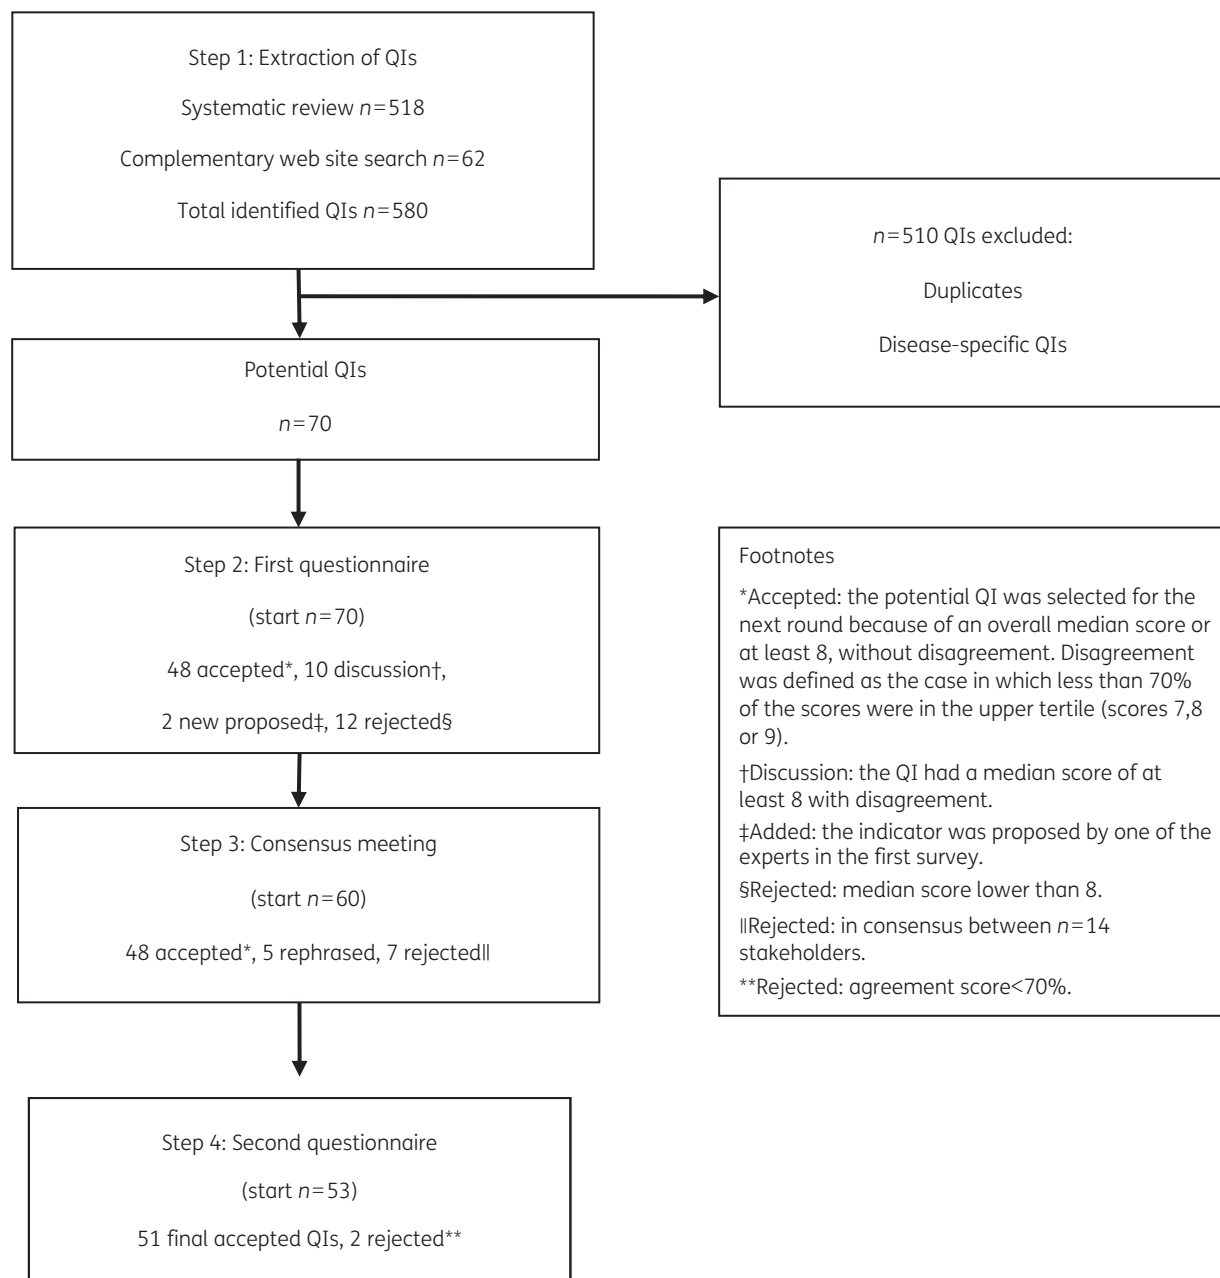 Step 1: Extraction of QIs
Systematic review n=518
Complementary web site search n=62
Total identified QIs n=580
n=510 QIs excluded:
Duplicates
Disease-specific QIs
Potential QIs
n=70
Step 2: First questionnaire
(start n=70)
48 accepted*, 10 discussion†,
2 new proposed‡, 12 rejected§
Step 3: Consensus meeting
(start n=60)
48 accepted*, 5 rephrased, 7 rejected‖
Step 4: Second questionnaire
(start n=53)
51 final accepted QIs, 2 rejected**
Footnotes
*Accepted: the potential QI was selected for the
next round because of an overall median score or
at least 8, without disagreement. Disagreement
was defined as the case in which less than 70%
of the scores were in the upper tertile (scores 7,8
or 9).
†Discussion: the QI had a median score of at
least 8 with disagreement.
‡Added: the indicator was proposed by one of the
experts in the first survey.
§Rejected: median score lower than 8.
‖Rejected: in consensus between n=14
stakeholders.
**Rejected: agreement score<70%.